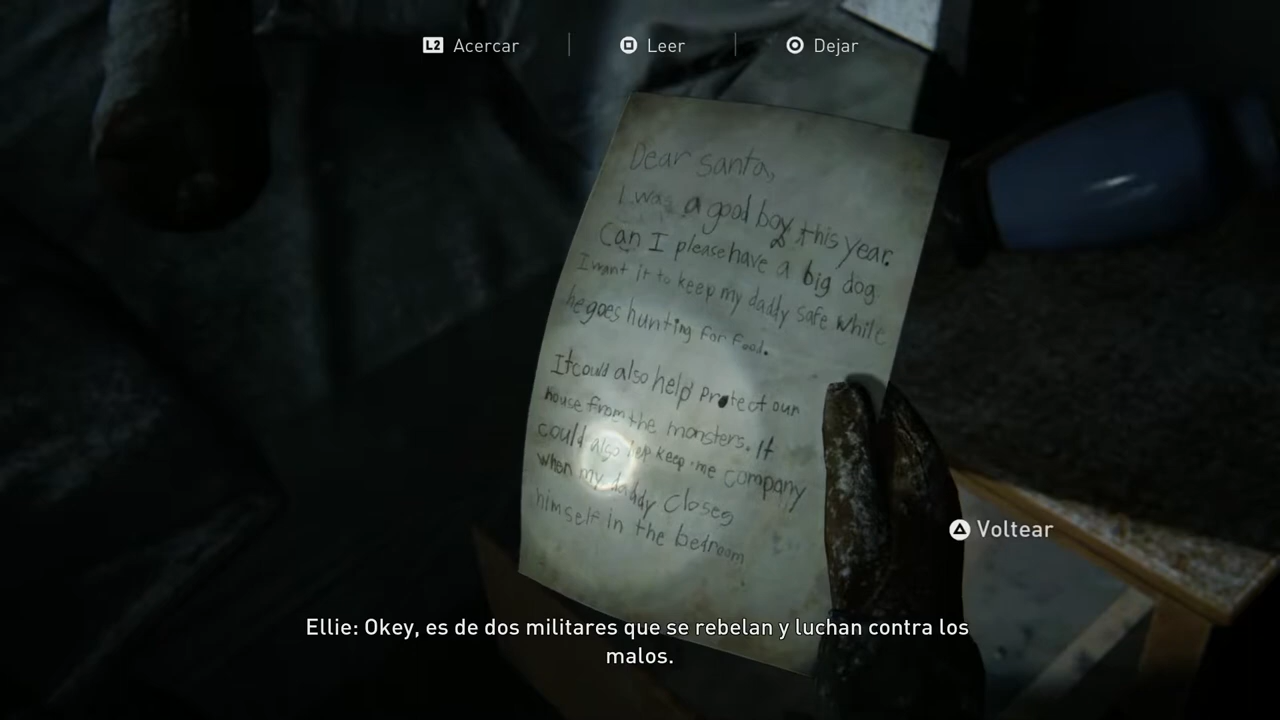 L2 Acercar
Leer
Dejar
Dear santa,
I was a good boy this year.
Can I please have a big dog
I want it to keep my daddy safe while
he goes hunting for food.
It could also help protect our
house from the monsters. It
could also help keep me company
when my daddy closes
himself in the bedroom
Voltear
Ellie: Okey, es de dos militares que se rebelan y luchan contra los
malos.